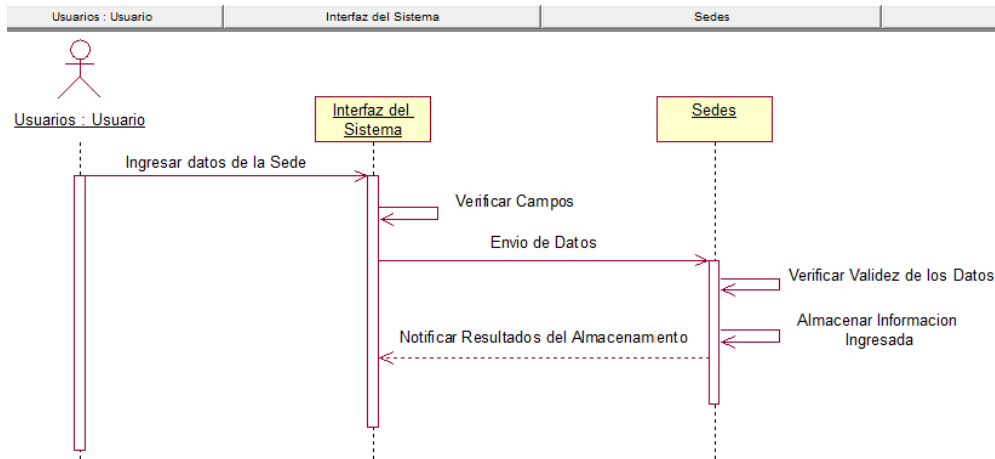 Usuarios : Usuario
Interfaz del Sistema
Sedes
Usuarios : Usuario
Interfaz del
Sistema
Sedes
Ingresar datos de la Sede
Verificar Campos
Envio de Datos
Verificar Validez de los Datos
Almacenar Informacion
Ingresada
Notificar Resultados del Almacenamiento